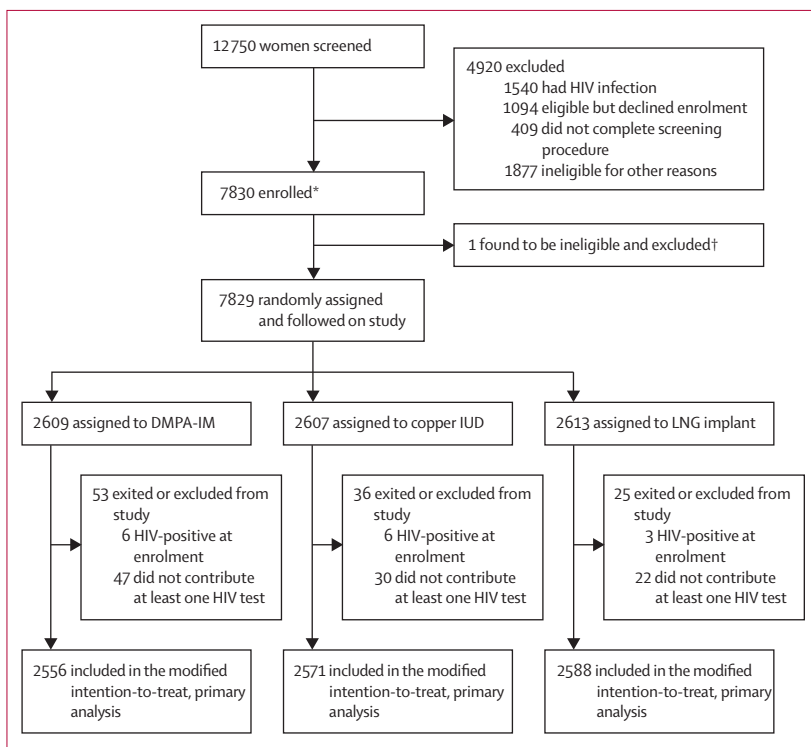 12750 women screened
4920 excluded
1540 had HIV infection
1094 eligible but declined enrolment
409 did not complete screening
procedure
1877 ineligible for other reasons
7830 enrolled*
1 found to be ineligible and excluded†
7829 randomly assigned
and followed on study
2609 assigned to DMPA-IM
2607 assigned to copper IUD
2613 assigned to LNG implant
53 exited or excluded from
study
6 HIV-positive at
enrolment
47 did not contribute
at least one HIV test
36 exited or excluded from
study
6 HIV-positive at
enrolment
30 did not contribute
at least one HIV test
25 exited or excluded from
study
3 HIV-positive at
enrolment
22 did not contribute
at least one HIV test
2556 included in the modified
intention-to-treat, primary
analysis
2571 included in the modified
intention-to-treat, primary
analysis
2588 included in the modified
intention-to-treat, primary
analysis